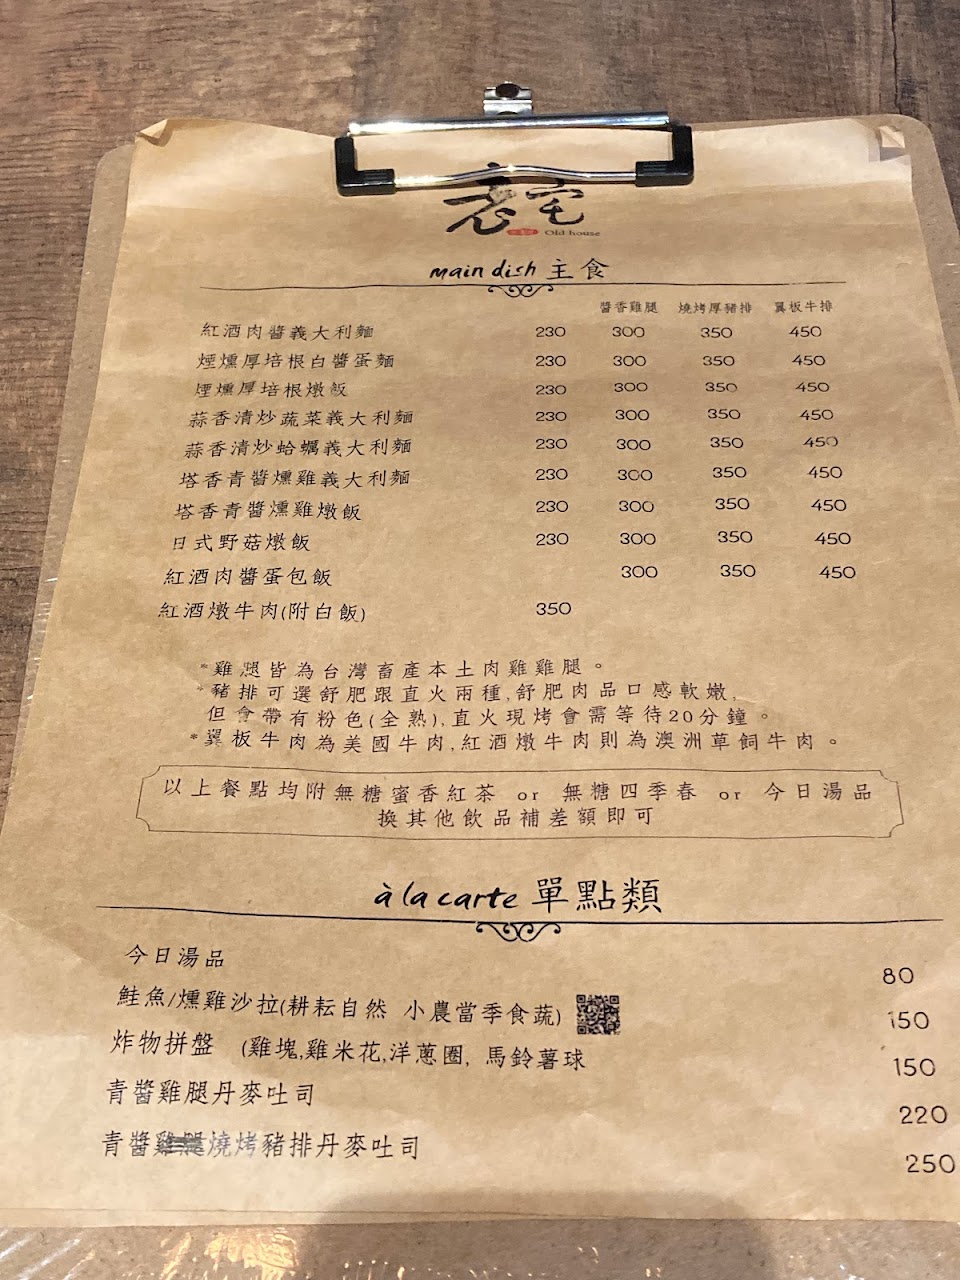 老宅
Old house
main dish 主食
醬香雞腿 燒烤厚豬排 翼板牛排
紅酒肉醬義大利麵 230 300 350 450
煙燻厚培根白醬蛋麵 230 300 350 450
煙燻厚培根燉飯 230 300 350 450
蒜香清炒蔬菜義大利麵 230 300 350 450
蒜香清炒蛤蠣義大利麵 230 300 350 450
塔香青醬燻雞義大利麵 230 300 350 450
塔香青醬燻雞燉飯 230 300 350 450
日式野菇燉飯 230 300 350 450
紅酒肉醬蛋包飯 300 350 450
紅酒燉牛肉(附白飯) 350
*雞腿皆為台灣畜產本土肉雞雞腿。
*豬排可選舒肥跟直火兩種,舒肥肉品口感軟嫩,
但會帶有粉色(全熟),直火現烤會需等待20分鐘。
*翼板牛肉為美國牛肉,紅酒燉牛肉則為澳洲草飼牛肉。
以上餐點均附無糖蜜香紅茶 or 無糖四季春 or 今日湯品
換其他飲品補差額即可
à la carte 單點類
今日湯品 80
鮭魚/燻雞沙拉(耕耘自然 小農當季食蔬) 150
炸物拼盤 (雞塊,雞米花,洋蔥圈, 馬鈴薯球 150
青醬雞腿丹麥吐司 220
青醬燒烤豬排丹麥吐司 250